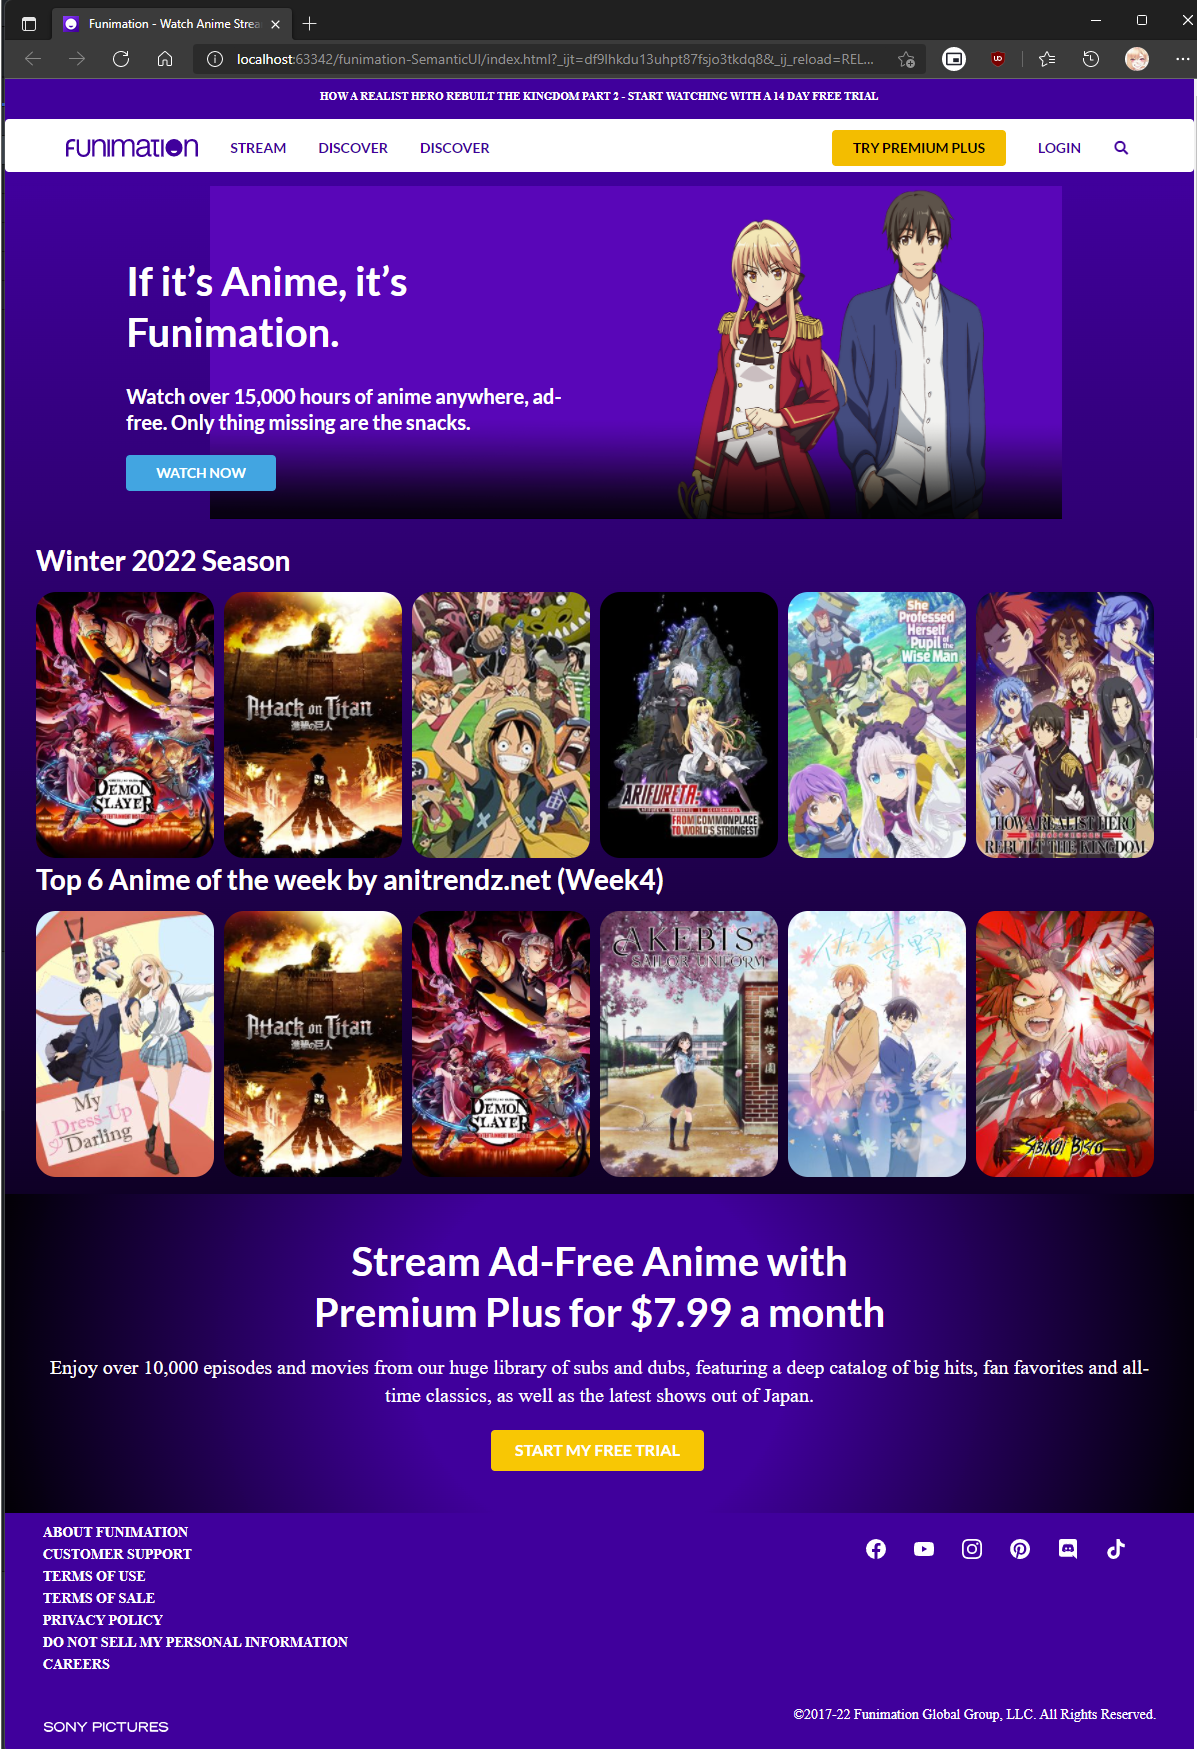 Funimation - Watch Anime Strea
localhost:63342/funimation-SemanticUI/index.html?_ijt=df9lhkdu13uhpt87fsjo3tkdq8&_ij_reload=REL...
HOW A REALIST HERO REBUILT THE KINGDOM PART 2 - START WATCHING WITH A 14 DAY FREE TRIAL
FUNIMATION STREAM DISCOVER DISCOVER TRY PREMIUM PLUS LOGIN
If it’s Anime, it’s
Funimation.
Watch over 15,000 hours of anime anywhere, ad-
free. Only thing missing are the snacks.
WATCH NOW
Winter 2022 Season
DEMON
SLAYER
Attack on Titan
進撃の巨人
ARIFURETA:
FROM COMMONPLACE
TO WORLD'S STRONGEST
She
Professed
Herself
Pupil of the
Wise Man
HOW A REALIST HERO
REBUILT THE KINGDOM
Top 6 Anime of the week by anitrendz.net (Week4)
My
Dress-Up
Darling
Attack on Titan
進撃の巨人
DEMON
SLAYER
AKEBI'S
SAILOR UNIFORM
佐々木と宮野
SABIKUI BISCO
Stream Ad-Free Anime with
Premium Plus for $7.99 a month
Enjoy over 10,000 episodes and movies from our huge library of subs and dubs, featuring a deep catalog of big hits, fan favorites and all-
time classics, as well as the latest shows out of Japan.
START MY FREE TRIAL
ABOUT FUNIMATION
CUSTOMER SUPPORT
TERMS OF USE
TERMS OF SALE
PRIVACY POLICY
DO NOT SELL MY PERSONAL INFORMATION
CAREERS
©2017-22 Funimation Global Group, LLC. All Rights Reserved.
SONY PICTURES